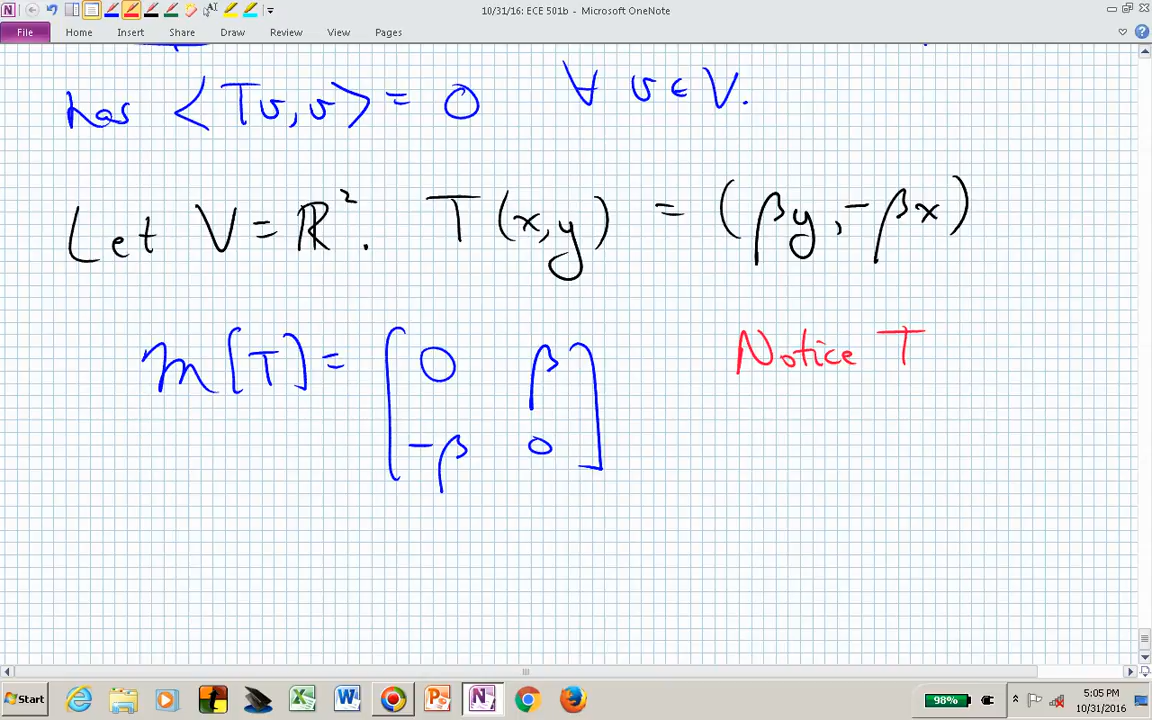 10/31/16: ECE 501b - Microsoft OneNote
File Home Insert Share Draw Review View Pages
has <Tv, v> = 0 ∀ v ∈ V.
Let V = ℝ². T(x,y) = (βy, -βx)
m[T] = [0 β
-β 0]
Notice T
Start
98%
5:05 PM
10/31/2016